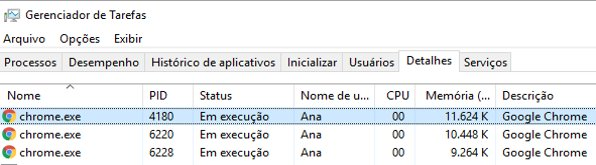 Gerenciador de Tarefas
Arquivo Opções Exibir
Processos Desempenho Histórico de aplicativos Inicializar Usuários Detalhes Serviços
Nome PID Status Nome de u... CPU Memória (... Descrição
chrome.exe 4180 Em execução Ana 00 11.624 K Google Chrome
chrome.exe 6220 Em execução Ana 00 10.448 K Google Chrome
chrome.exe 6228 Em execução Ana 00 9.264 K Google Chrome